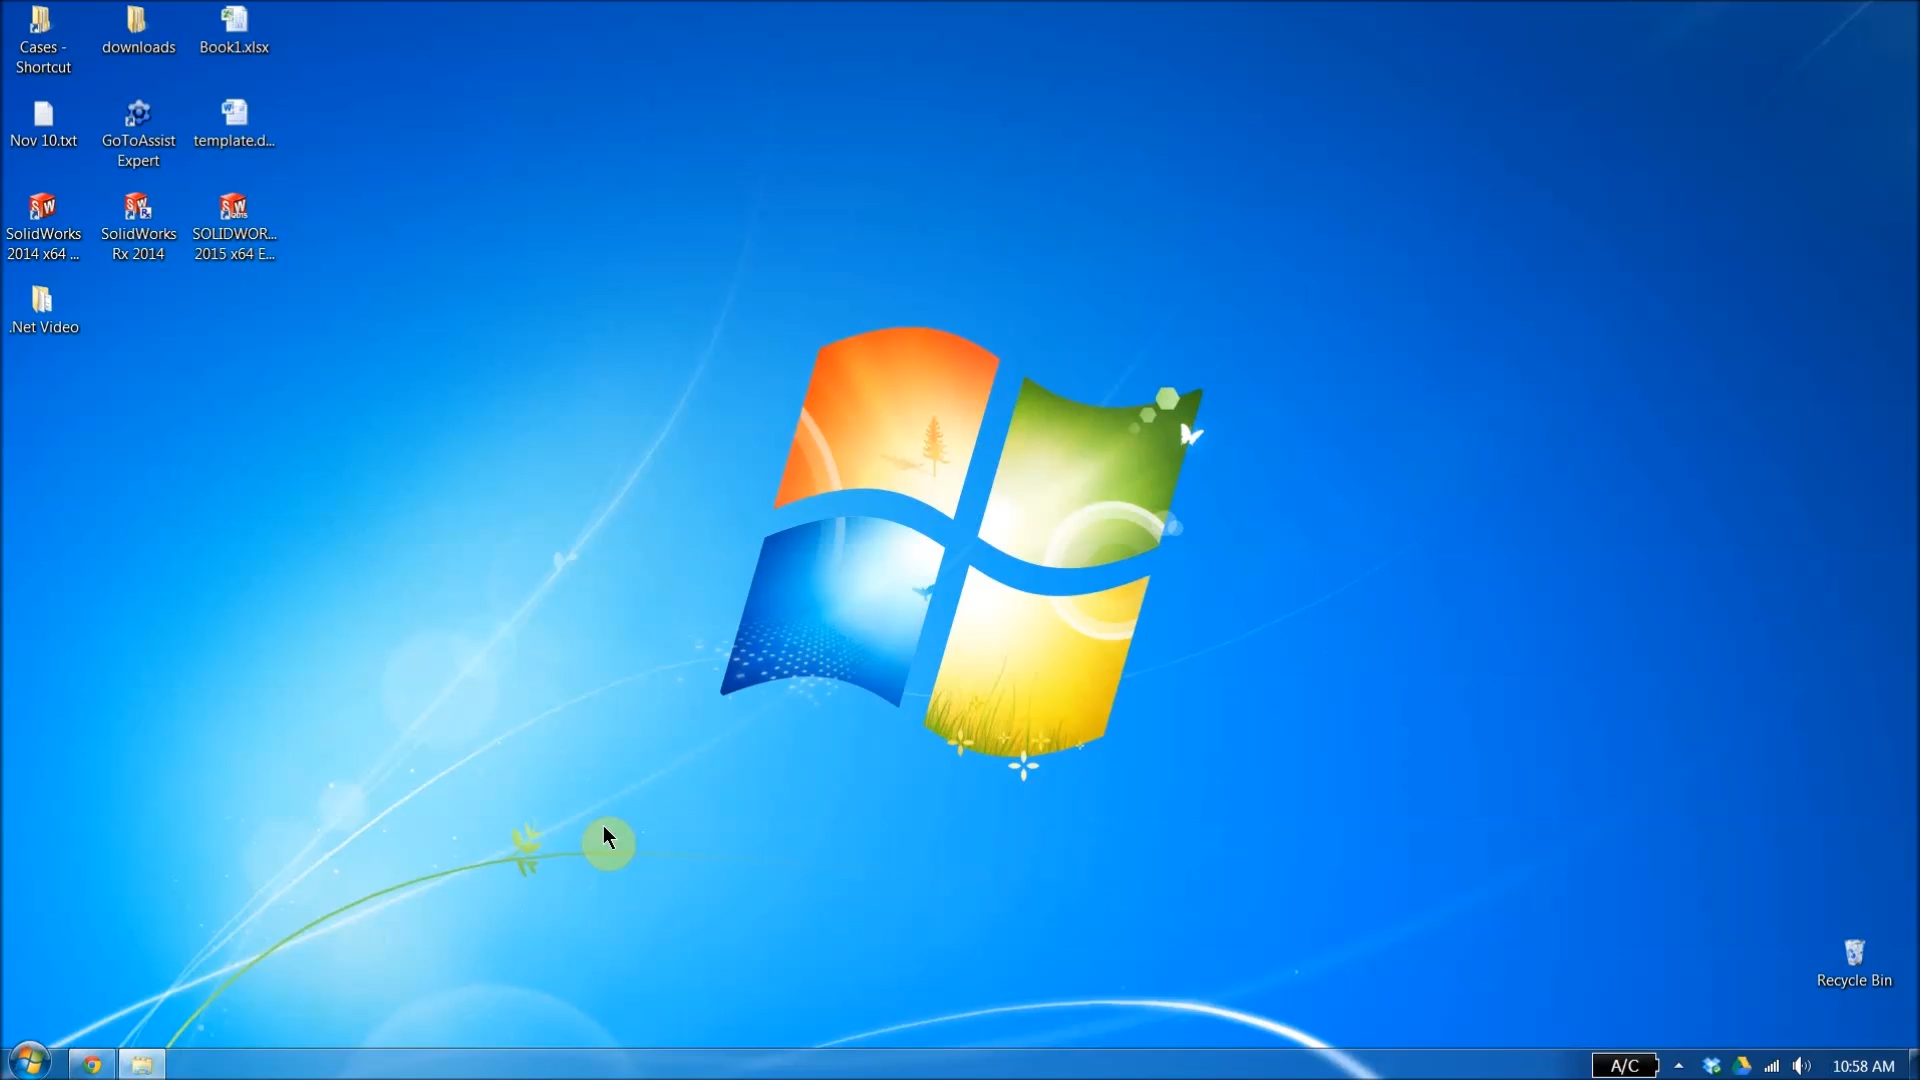 Cases -
Shortcut
downloads
Book1.xlsx
Nov 10.txt
GoToAssist
Expert
template.d...
SolidWorks
2014 x64 ...
SolidWorks
Rx 2014
SOLIDWOR...
2015 x64 E...
.Net Video
Recycle Bin
A/C
10:58 AM